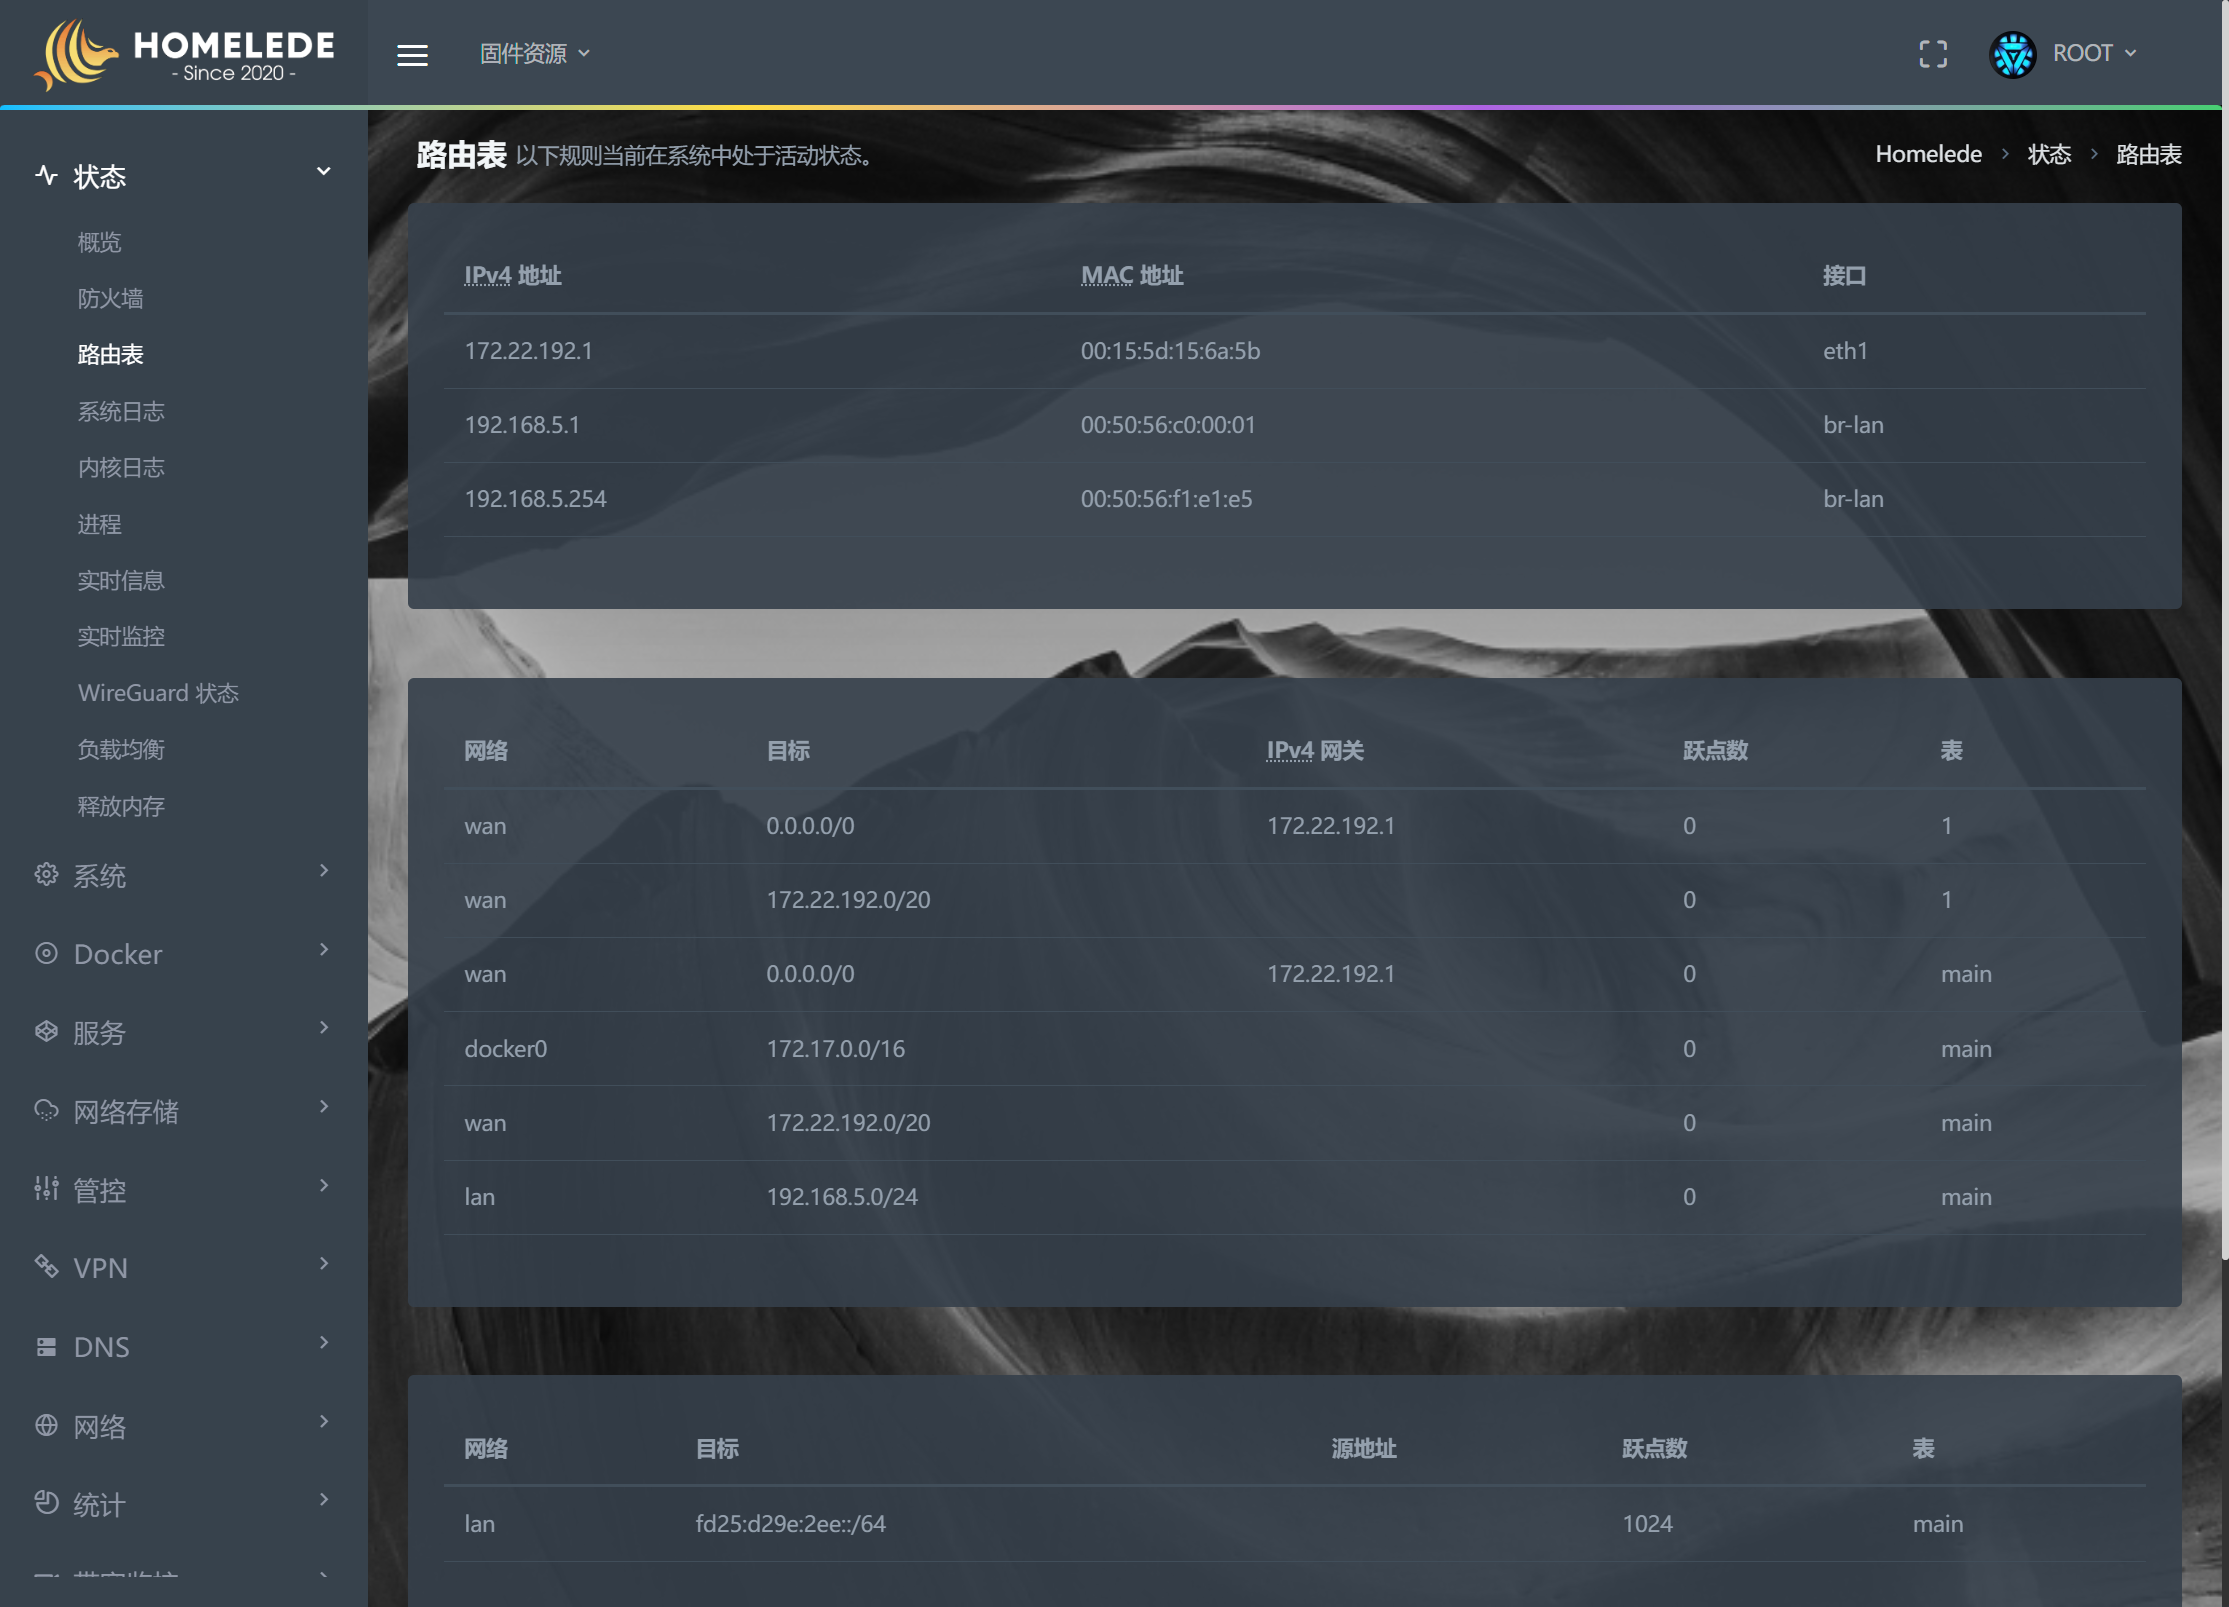 HOMELEDE
- Since 2020 -
固件资源
ROOT
状态
概览
防火墙
路由表
系统日志
内核日志
进程
实时信息
实时监控
WireGuard 状态
负载均衡
释放内存
系统
Docker
服务
网络存储
管控
VPN
DNS
网络
统计
路由表 以下规则当前在系统中处于活动状态。
Homelede › 状态 › 路由表
IPv4 地址 MAC 地址 接口
172.22.192.1 00:15:5d:15:6a:5b eth1
192.168.5.1 00:50:56:c0:00:01 br-lan
192.168.5.254 00:50:56:f1:e1:e5 br-lan
网络 目标 IPv4 网关 跃点数 表
wan 0.0.0.0/0 172.22.192.1 0 1
wan 172.22.192.0/20 0 1
wan 0.0.0.0/0 172.22.192.1 0 main
docker0 172.17.0.0/16 0 main
wan 172.22.192.0/20 0 main
lan 192.168.5.0/24 0 main
网络 目标 源地址 跃点数 表
lan fd25:d29e:2ee::/64 1024 main